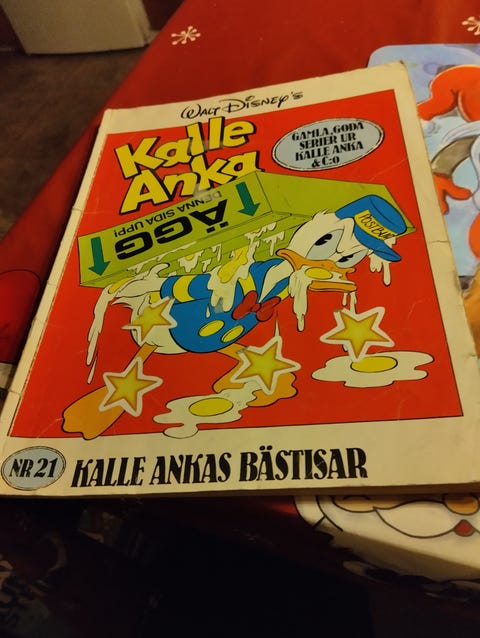 Walt Disney's
Kalle
Anka
GAMLA, GODA
SERIER UR
KALLE ANKA
& C:o
DENNA SIDA UPP!
ÄGG
POSTBUD
NR 21
KALLE ANKAS BÄSTISAR